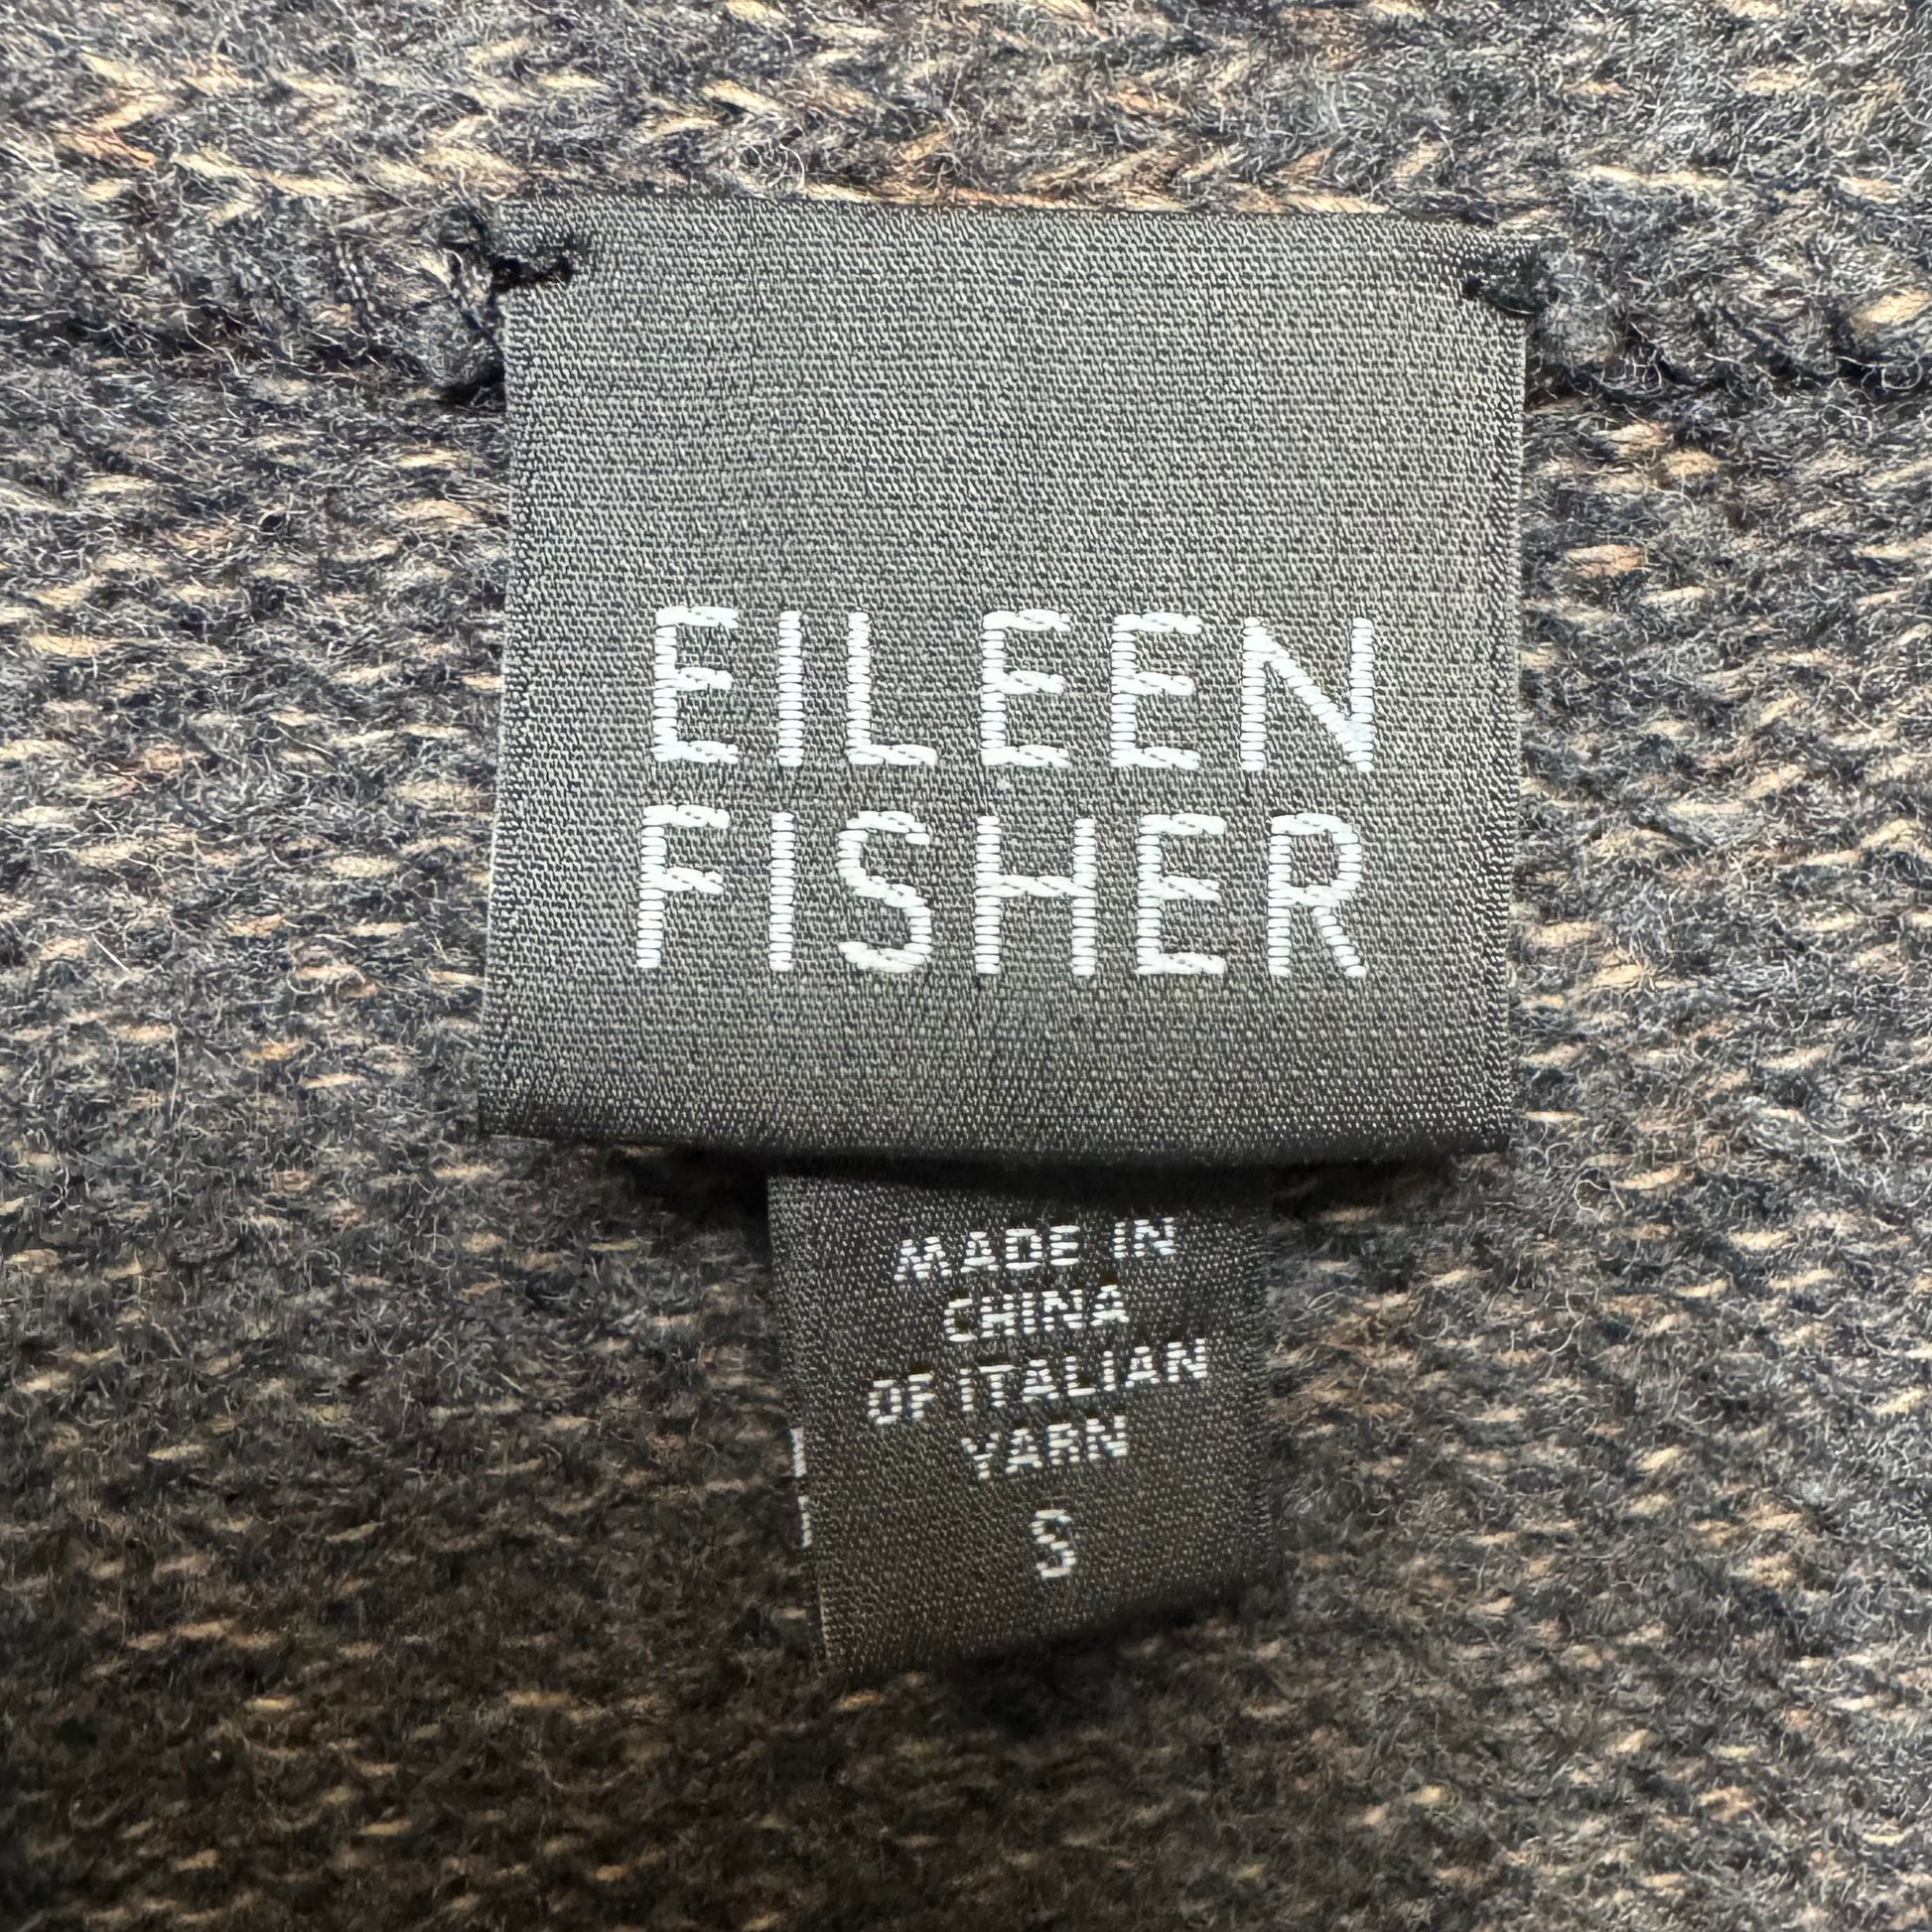 EILEEN
FISHER
MADE IN
CHINA
OF ITALIAN
YARN
S